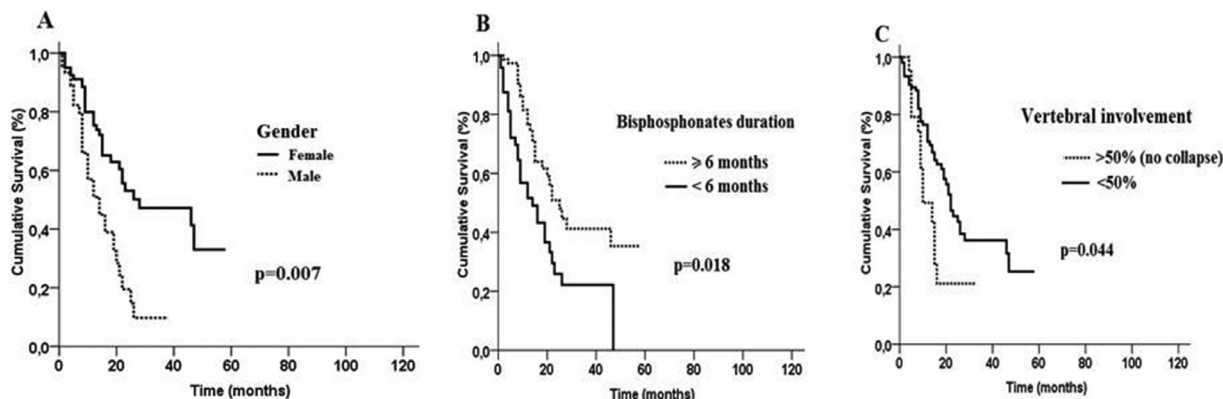 A
Cumulative Survival (%)
1,0
0,8
0,6
0,4
0,2
0,0
0 20 40 60 80 100 120
Time (months)
Gender
Female
Male
p=0.007
B
Cumulative Survival (%)
1,0
0,8
0,6
0,4
0,2
0,0
0 20 40 60 80 100 120
Time (months)
Bisphosphonates duration
⩾ 6 months
< 6 months
p=0.018
C
Cumulative Survival (%)
1,0
0,8
0,6
0,4
0,2
0,0
0 20 40 60 80 100 120
Time (months)
Vertebral involvement
>50% (no collapse)
<50%
p=0.044